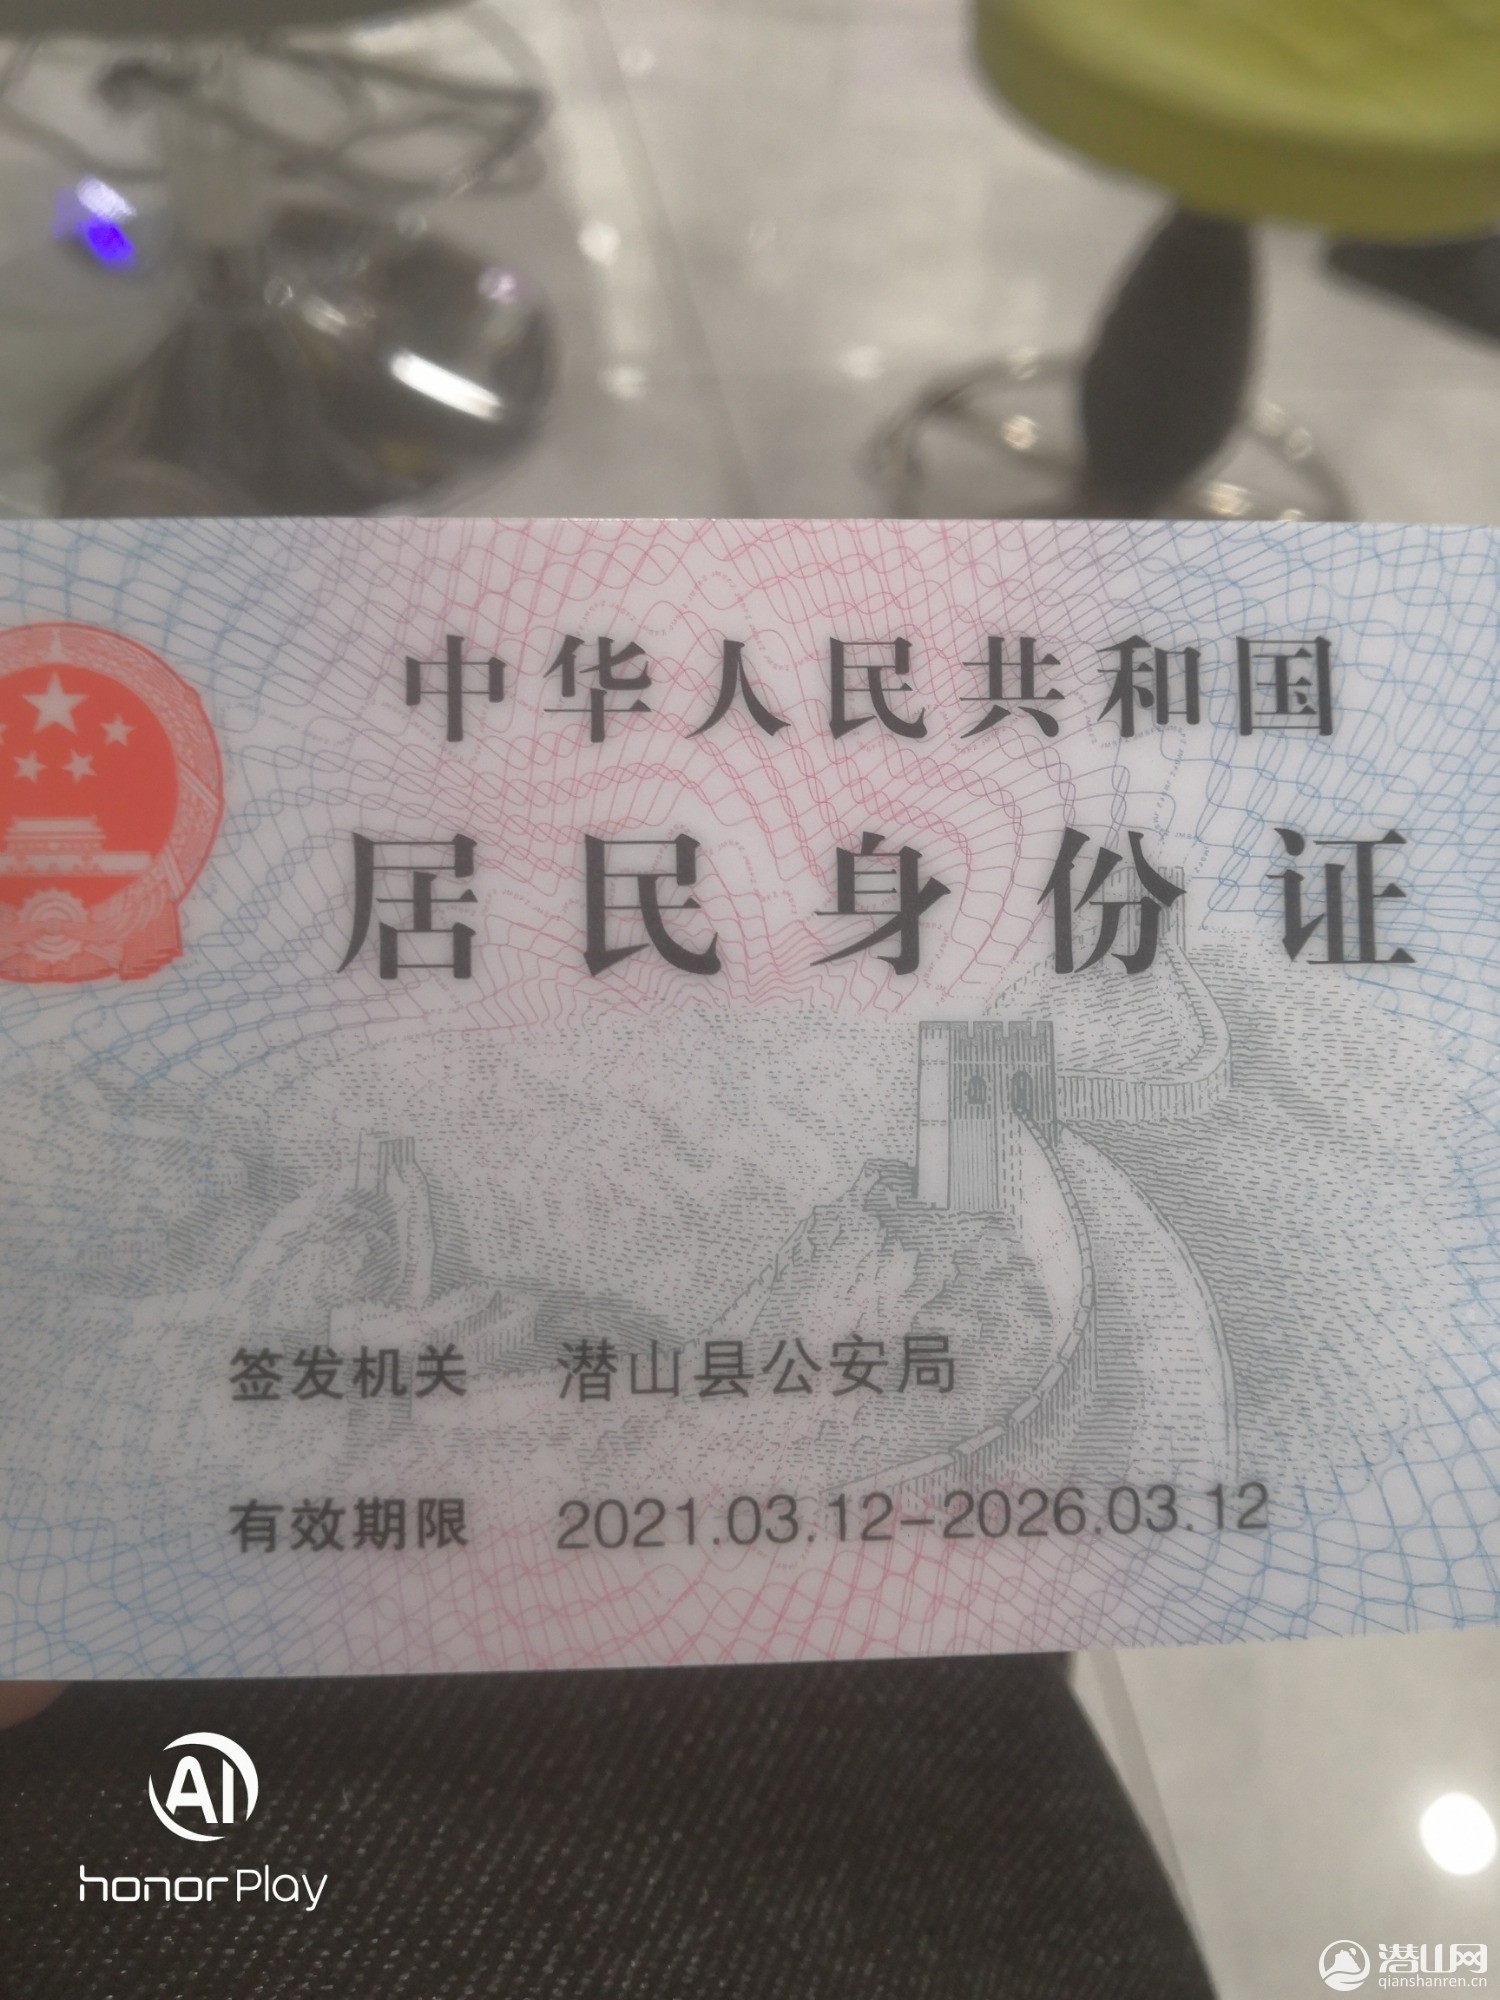 中华人民共和国
居民身份证
签发机关 潜山县公安局
有效期限 2021.03.12-2026.03.12
AI
honor Play
潜山网
qianshanren.cn